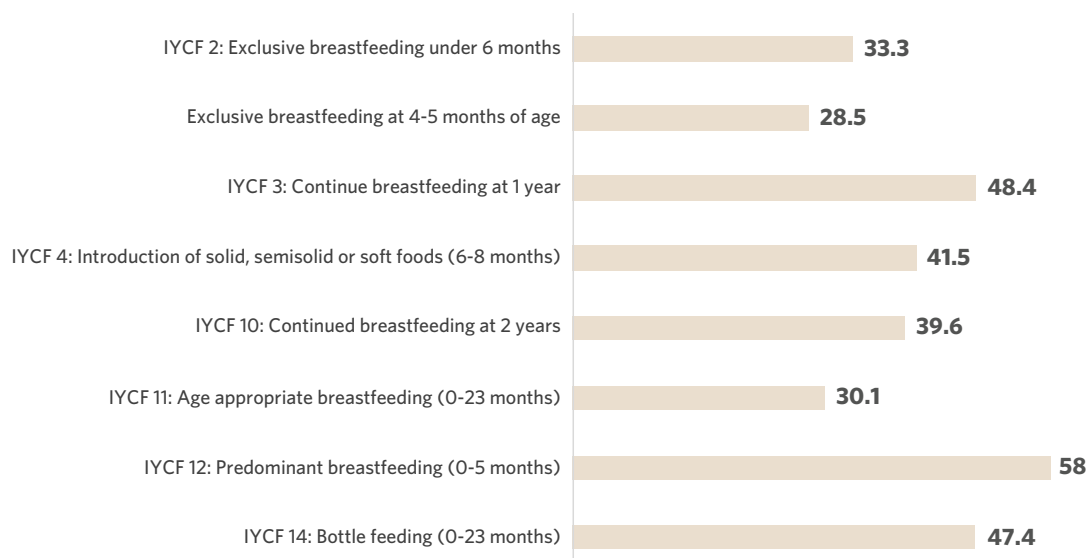 IYCF 2: Exclusive breastfeeding under 6 months 33.3
Exclusive breastfeeding at 4-5 months of age 28.5
IYCF 3: Continue breastfeeding at 1 year 48.4
IYCF 4: Introduction of solid, semisolid or soft foods (6-8 months) 41.5
IYCF 10: Continued breastfeeding at 2 years 39.6
IYCF 11: Age appropriate breastfeeding (0-23 months) 30.1
IYCF 12: Predominant breastfeeding (0-5 months) 58
IYCF 14: Bottle feeding (0-23 months) 47.4